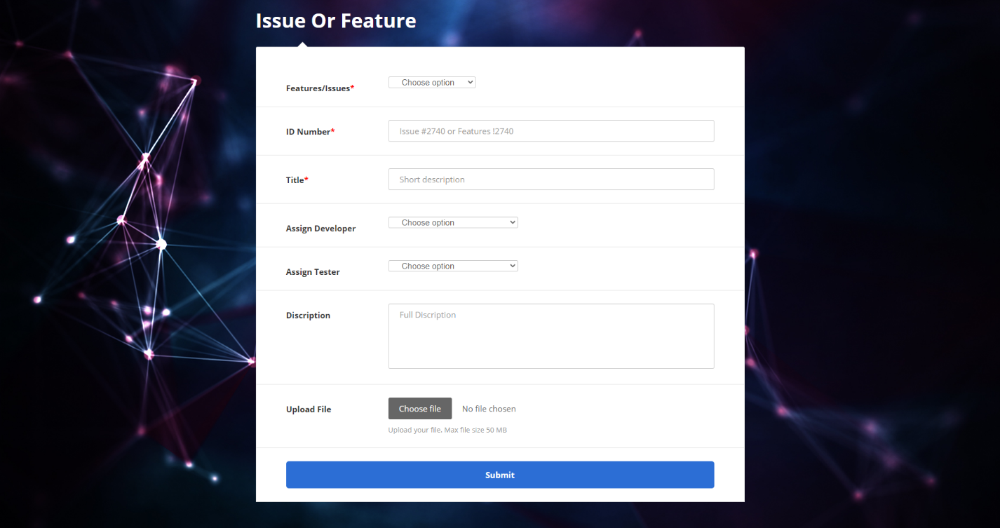 Issue Or Feature
Features/Issues* Choose option
ID Number* Issue #2740 or Features !2740
Title* Short description
Assign Developer Choose option
Assign Tester Choose option
Discription Full Discription
Upload File Choose file No file chosen
Upload your file. Max file size 50 MB
Submit